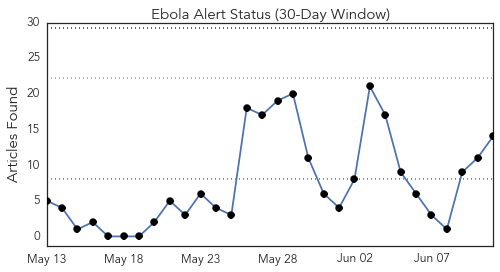 Ebola Alert Status (30-Day Window)
Articles Found
30
25
20
15
10
5
0
May 13 May 18 May 23 May 28 Jun 02 Jun 07